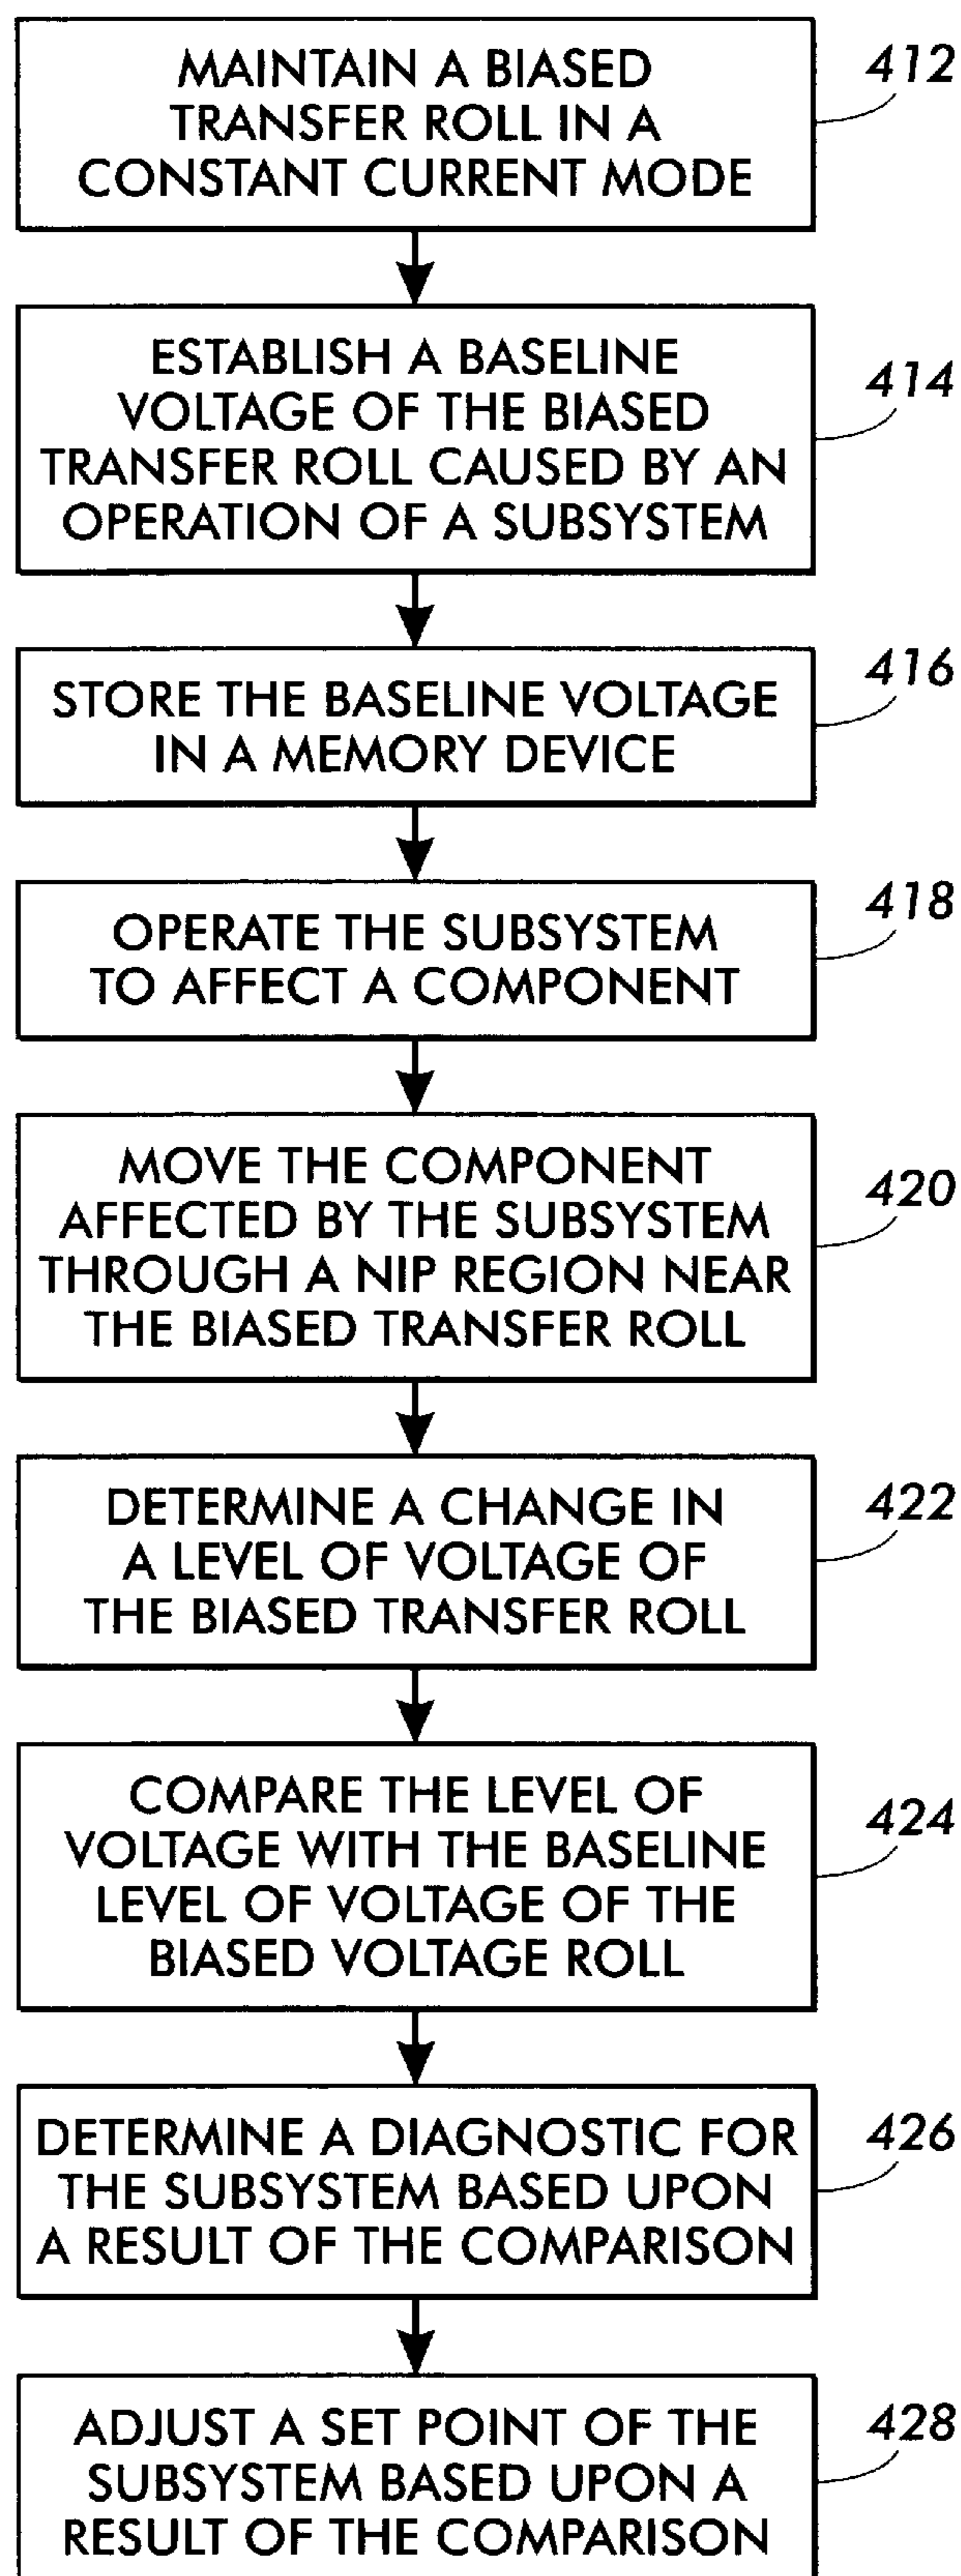 MAINTAIN A BIASED
TRANSFER ROLL IN A
CONSTANT CURRENT MODE
412
ESTABLISH A BASELINE
VOLTAGE OF THE BIASED
TRANSFER ROLL CAUSED BY AN
OPERATION OF A SUBSYSTEM
414
STORE THE BASELINE VOLTAGE
IN A MEMORY DEVICE
416
OPERATE THE SUBSYSTEM
TO AFFECT A COMPONENT
418
MOVE THE COMPONENT
AFFECTED BY THE SUBSYSTEM
THROUGH A NIP REGION NEAR
THE BIASED TRANSFER ROLL
420
DETERMINE A CHANGE IN
A LEVEL OF VOLTAGE OF
THE BIASED TRANSFER ROLL
422
COMPARE THE LEVEL OF
VOLTAGE WITH THE BASELINE
LEVEL OF VOLTAGE OF THE
BIASED VOLTAGE ROLL
424
DETERMINE A DIAGNOSTIC FOR
THE SUBSYSTEM BASED UPON
A RESULT OF THE COMPARISON
426
ADJUST A SET POINT OF THE
SUBSYSTEM BASED UPON A
RESULT OF THE COMPARISON
428